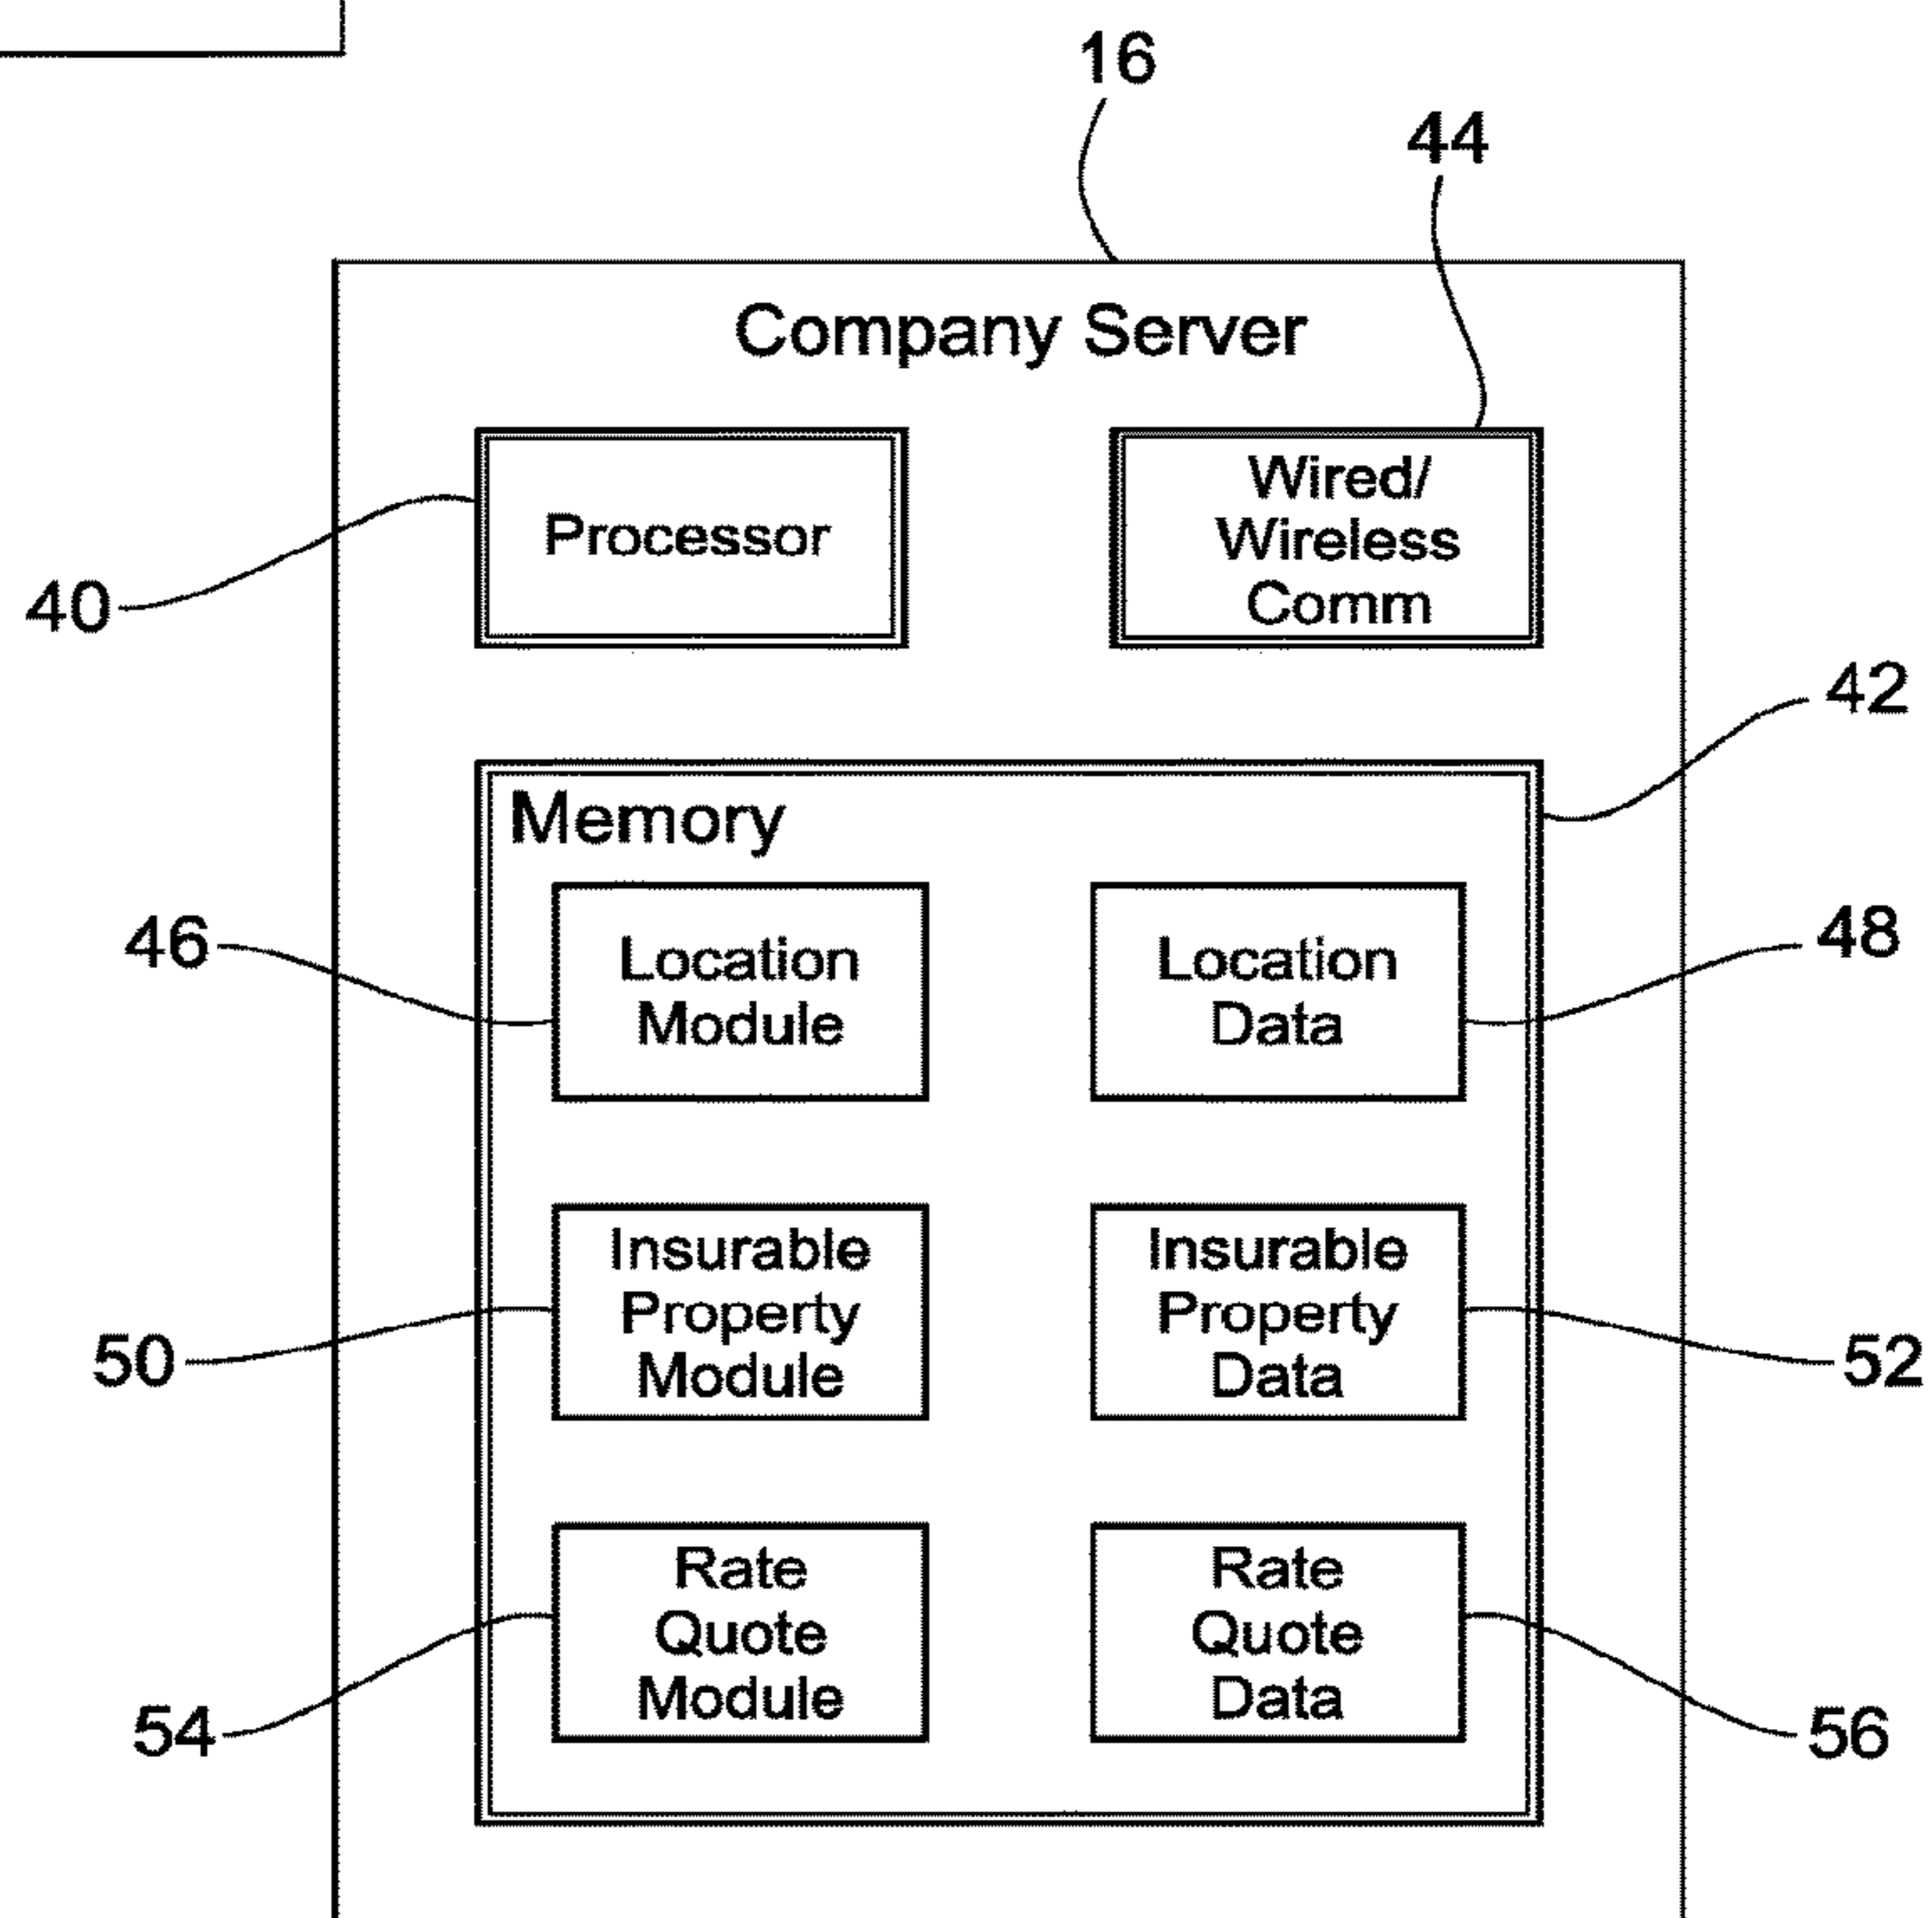 16
44
Company Server
Processor
Wired/
Wireless
Comm
40
42
Memory
46
Location
Module
Location
Data
48
Insurable
Property
Module
Insurable
Property
Data
50
52
Rate
Quote
Module
Rate
Quote
Data
54
56